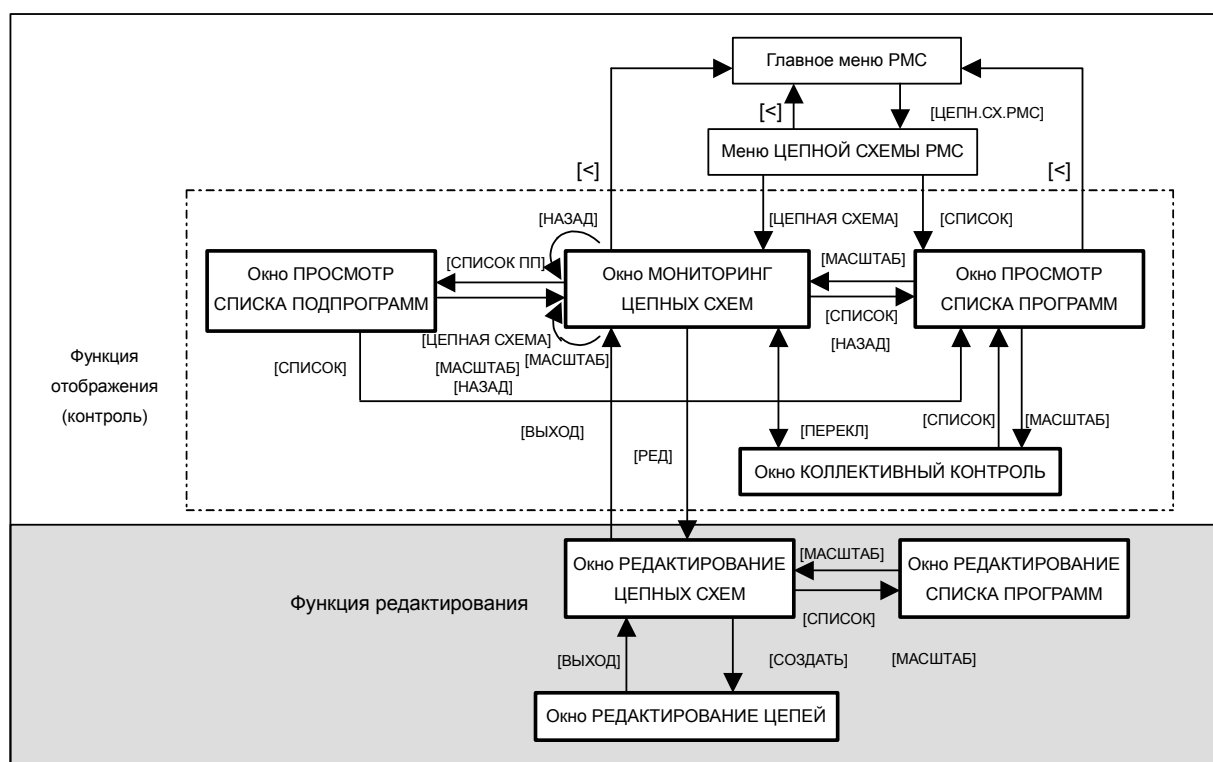 Главное меню PMC
[<]
[ЦЕПН.СХ.РМС]
Меню ЦЕПНОЙ СХЕМЫ РМС
[<]
[<]
[НАЗАД]
[ЦЕПНАЯ СХЕМА]
[СПИСОК]
Окно ПРОСМОТР
СПИСКА ПОДПРОГРАММ
[СПИСОК ПП]
Окно МОНИТОРИНГ
ЦЕПНЫХ СХЕМ
[МАСШТАБ]
Окно ПРОСМОТР
СПИСКА ПРОГРАММ
[СПИСОК]
[НАЗАД]
[ЦЕПНАЯ СХЕМА]
[МАСШТАБ]
[СПИСОК]
[МАСШТАБ]
[НАЗАД]
Функция
отображения
(контроль)
[ВЫХОД]
[РЕД]
[ПЕРЕКЛ]
[СПИСОК]
[МАСШТАБ]
Окно КОЛЛЕКТИВНЫЙ КОНТРОЛЬ
Функция редактирования
Окно РЕДАКТИРОВАНИЕ
ЦЕПНЫХ СХЕМ
[МАСШТАБ]
[СПИСОК]
Окно РЕДАКТИРОВАНИЕ
СПИСКА ПРОГРАММ
[ВЫХОД]
[СОЗДАТЬ]
[МАСШТАБ]
Окно РЕДАКТИРОВАНИЕ ЦЕПЕЙ